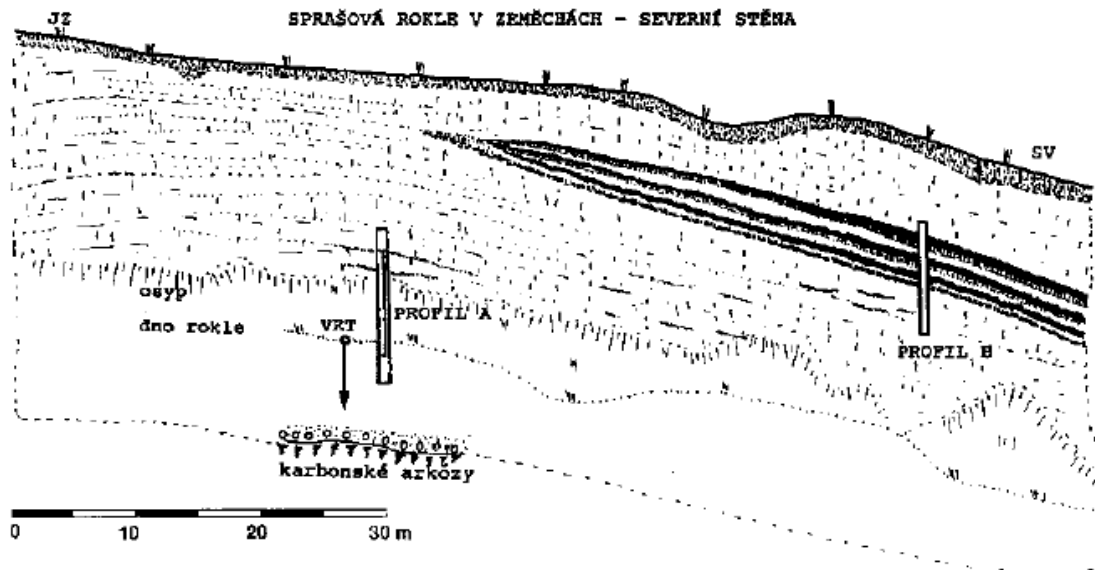 SPRAŠOVÁ ROKLE V ZEMĚCHÁCH - SEVERNÍ STĚNA
JZ
SV
osyp
dno rokle
VRT
PROFIL A
PROFIL B
karbonské arkózy
0 10 20 30 m